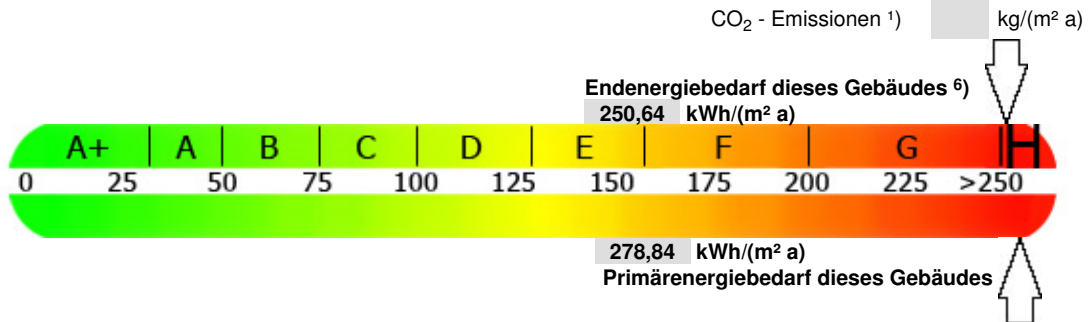 CO₂ - Emissionen ¹) kg/(m² a)
Endenergiebedarf dieses Gebäudes ⁶)
250,64 kWh/(m² a)
A+ A B C D E F G H
0 25 50 75 100 125 150 175 200 225 >250
278,84 kWh/(m² a)
Primärenergiebedarf dieses Gebäudes